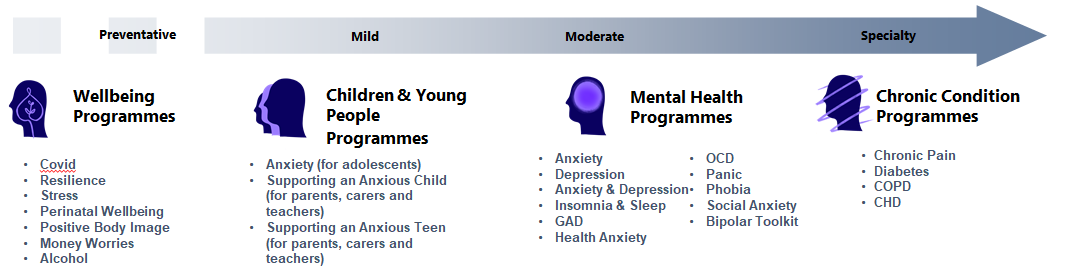 Preventative
Mild
Moderate
Specialty
Wellbeing
Programmes
• Covid
• Resilience
• Stress
• Perinatal Wellbeing
• Positive Body Image
• Money Worries
• Alcohol
Children & Young
People
Programmes
• Anxiety (for adolescents)
• Supporting an Anxious Child
(for parents, carers and
teachers)
• Supporting an Anxious Teen
(for parents, carers and
teachers)
Mental Health
Programmes
• Anxiety
• Depression
• Anxiety & Depression
• Insomnia & Sleep
• GAD
• Health Anxiety
• OCD
• Panic
• Phobia
• Social Anxiety
• Bipolar Toolkit
Chronic Condition
Programmes
• Chronic Pain
• Diabetes
• COPD
• CHD